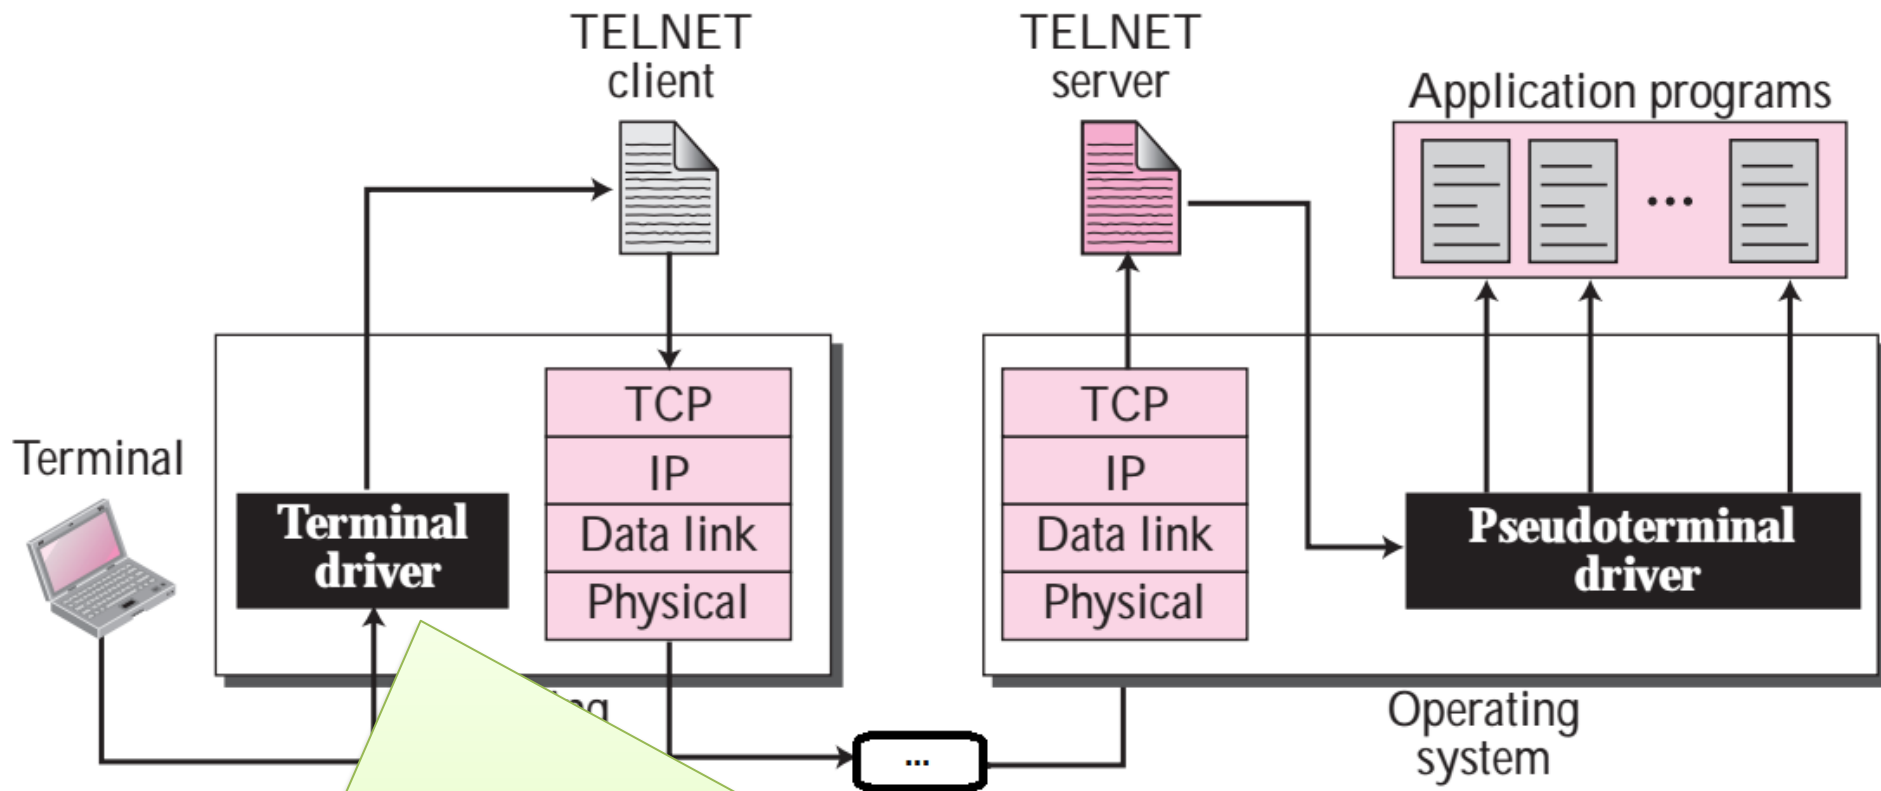 TELNET
client
TELNET
server
Application programs
...
Terminal
Terminal
driver
TCP
IP
Data link
Physical
TCP
IP
Data link
Physical
Pseudoterminal
driver
Operating
system
...